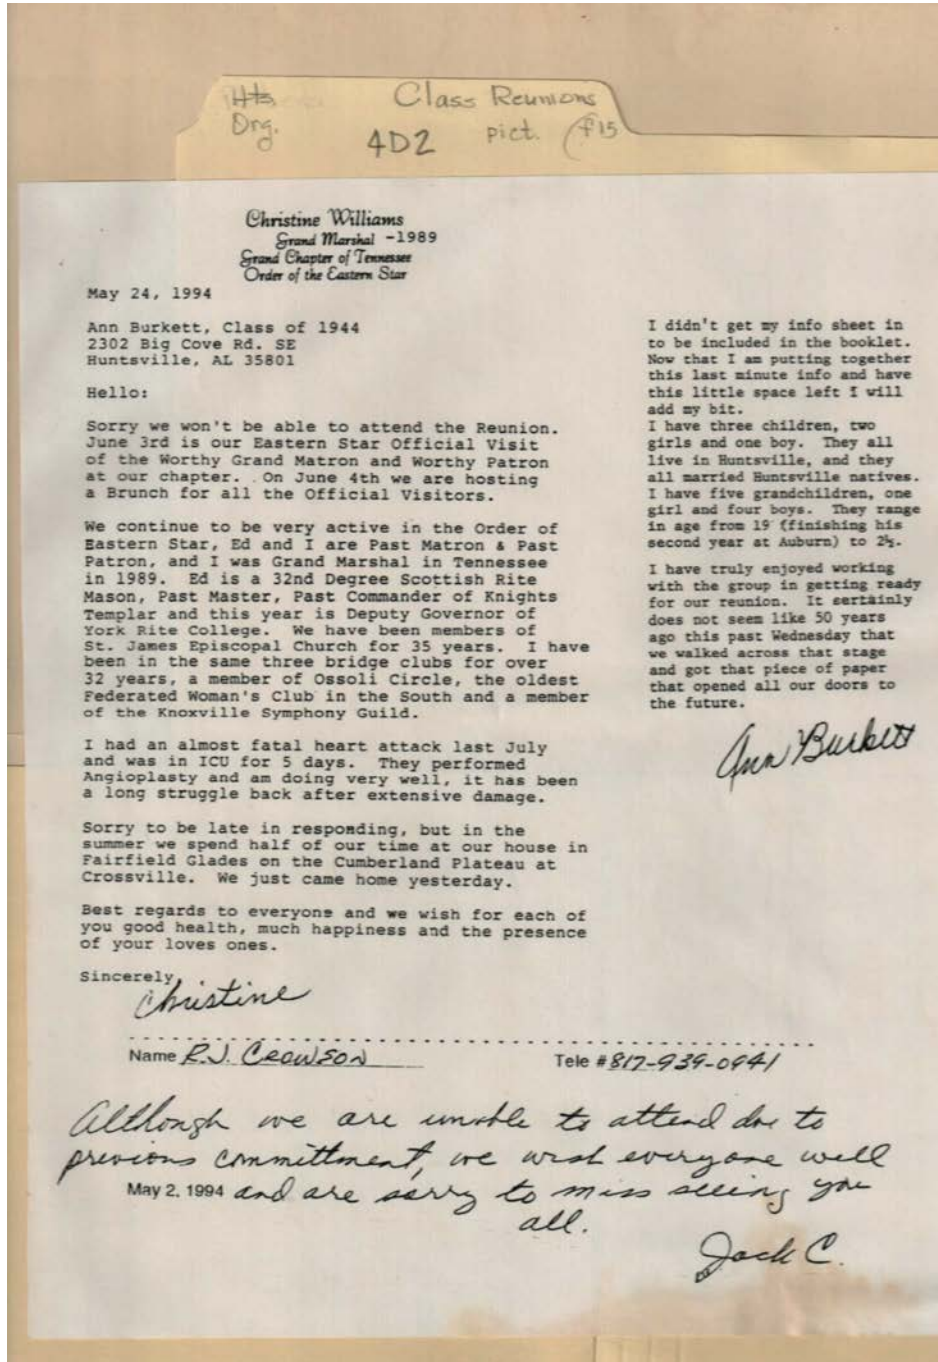 Hts
Org.
Class Reunions
4D2 pict. f15
Christine Williams
Grand Marshal -1989
Grand Chapter of Tennessee
Order of the Eastern Star
May 24, 1994
Ann Burkett, Class of 1944
2302 Big Cove Rd. SE
Huntsville, AL 35801
Hello:
Sorry we won't be able to attend the Reunion.
June 3rd is our Eastern Star Official Visit
of the Worthy Grand Matron and Worthy Patron
at our chapter. On June 4th we are hosting
a Brunch for all the Official Visitors.
We continue to be very active in the Order of
Eastern Star, Ed and I are Past Matron & Past
Patron, and I was Grand Marshal in Tennessee
in 1989. Ed is a 32nd Degree Scottish Rite
Mason, Past Master, Past Commander of Knights
Templar and this year is Deputy Governor of
York Rite College. We have been members of
St. James Episcopal Church for 35 years. I have
been in the same three bridge clubs for over
32 years, a member of Ossoli Circle, the oldest
Federated Woman's Club in the South and a member
of the Knoxville Symphony Guild.
I had an almost fatal heart attack last July
and was in ICU for 5 days. They performed
Angioplasty and am doing very well, it has been
a long struggle back after extensive damage.
Sorry to be late in responding, but in the
summer we spend half of our time at our house in
Fairfield Glades on the Cumberland Plateau at
Crossville. We just came home yesterday.
Best regards to everyone and we wish for each of
you good health, much happiness and the presence
of your loves ones.
Sincerely,
Christine
I didn't get my info sheet in
to be included in the booklet.
Now that I am putting together
this last minute info and have
this little space left I will
add my bit.
I have three children, two
girls and one boy. They all
live in Huntsville, and they
all married Huntsville natives.
I have five grandchildren, one
girl and four boys. They range
in age from 19 (finishing his
second year at Auburn) to 2½.
I have truly enjoyed working
with the group in getting ready
for our reunion. It sertainly
does not seem like 50 years
ago this past Wednesday that
we walked across that stage
and got that piece of paper
that opened all our doors to
the future.
Ann Burkett
Name R.J. Crowson Tele # 817-939-0941
Although we are unable to attend due to
previous committment, we wish everyone well
May 2, 1994 and are sorry to miss seeing you
all.
Jack C.